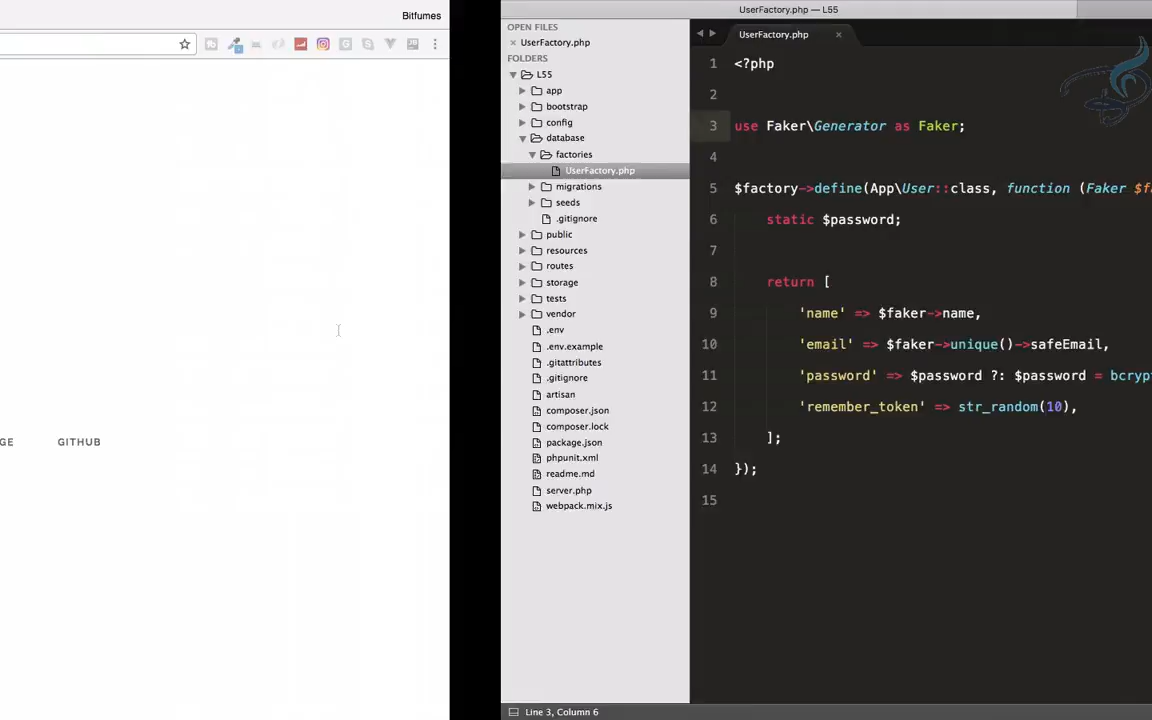 Bitfumes
GE
GITHUB
UserFactory.php — L55
OPEN FILES
UserFactory.php
FOLDERS
L55
app
bootstrap
config
database
factories
UserFactory.php
migrations
seeds
.gitignore
public
resources
routes
storage
tests
vendor
.env
.env.example
.gitattributes
.gitignore
artisan
composer.json
composer.lock
package.json
phpunit.xml
readme.md
server.php
webpack.mix.js
UserFactory.php
1 <?php
2
3 use Faker\Generator as Faker;
4
5 $factory->define(App\User::class, function (Faker $fa
6 static $password;
7
8 return [
9 'name' => $faker->name,
10 'email' => $faker->unique()->safeEmail,
11 'password' => $password ?: $password = bcryp
12 'remember_token' => str_random(10),
13 ];
14 });
15
Line 3, Column 6